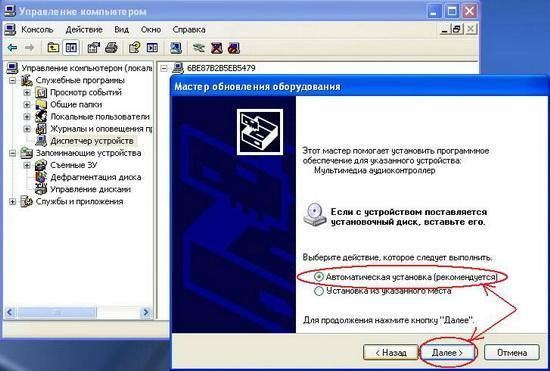 Управление компьютером
Консоль Действие Вид Окно Справка
Управление компьютером (локаль
Служебные программы
Просмотр событий
Общие папки
Локальные пользователи
Журналы и оповещения пр
Диспетчер устройств
Запоминающие устройства
Съемные ЗУ
Дефрагментация диска
Управление дисками
Службы и приложения
6BE87B2B5EB5479
Мастер обновления оборудования
Этот мастер помогает установить программное
обеспечение для указанного устройства:
Мультимедиа аудиоконтроллер
Если с устройством поставляется
установочный диск, вставьте его.
Выберите действие, которое следует выполнить.
Автоматическая установка (рекомендуется)
Установка из указанного места
Для продолжения нажмите кнопку "Далее".
< Назад Далее > Отмена